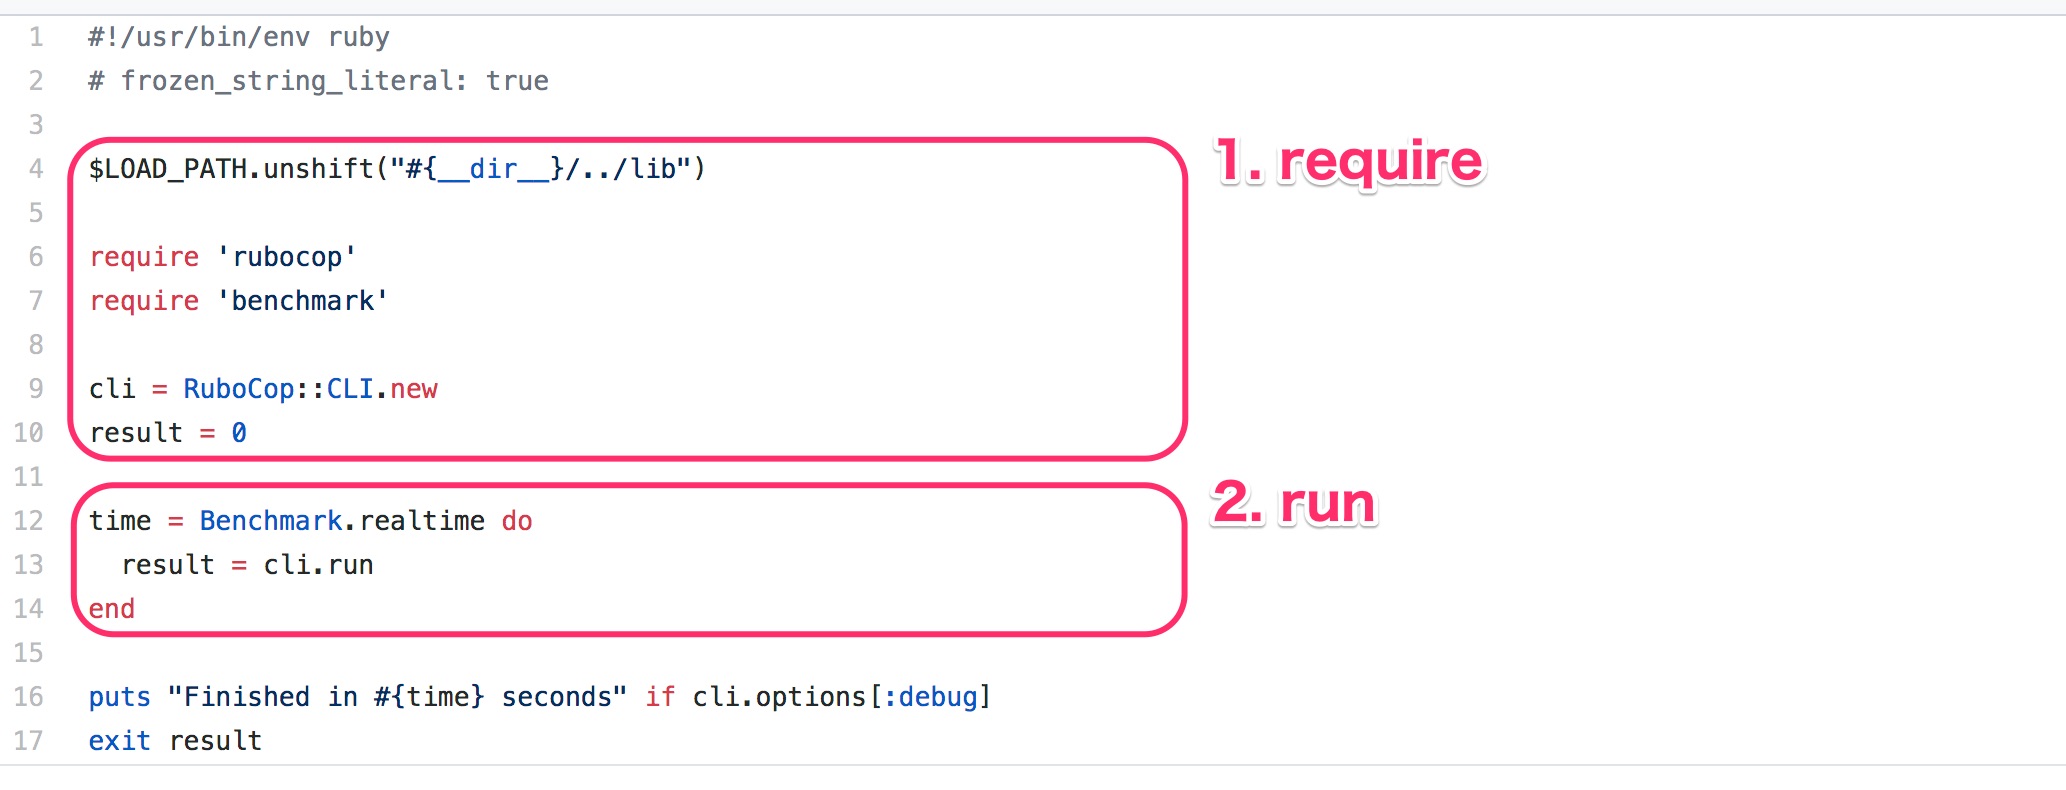 1 #!/usr/bin/env ruby
2 # frozen_string_literal: true
3
4 $LOAD_PATH.unshift("#{__dir__}/../lib")
1. require
5
6 require 'rubocop'
7 require 'benchmark'
8
9 cli = RuboCop::CLI.new
10 result = 0
11
2. run
12 time = Benchmark.realtime do
13   result = cli.run
14 end
15
16 puts "Finished in #{time} seconds" if cli.options[:debug]
17 exit result